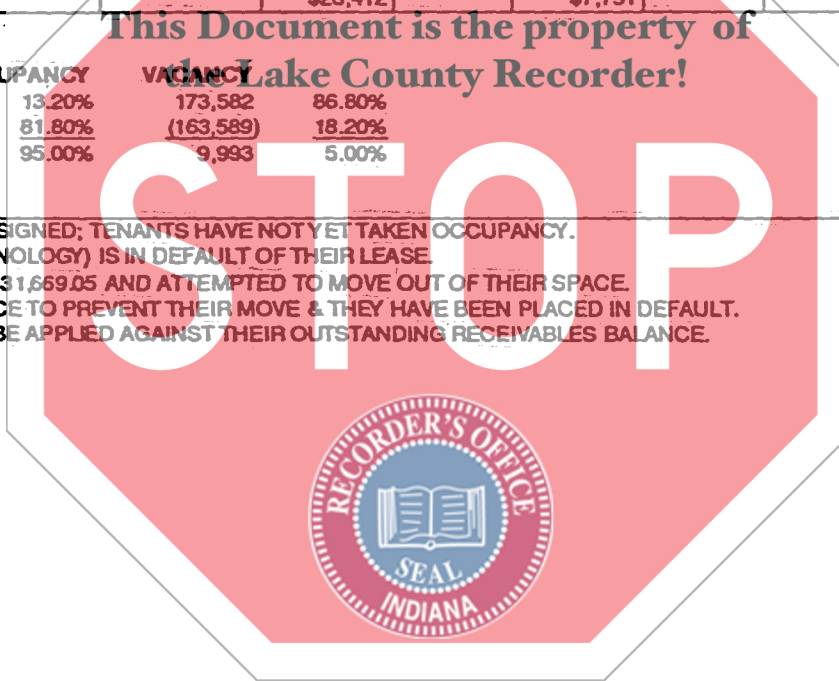 $26,412 $7,751
This Document is the property of
the Lake County Recorder!
UPANCY VACANCY
13.20% 173,582 86.80%
81.80% (163,589) 18.20%
95.00% 9,993 5.00%
STOP
SIGNED; TENANTS HAVE NOT YET TAKEN OCCUPANCY.
NOLOGY) IS IN DEFAULT OF THEIR LEASE.
31,669.05 AND ATTEMPTED TO MOVE OUT OF THEIR SPACE.
CE TO PREVENT THEIR MOVE & THEY HAVE BEEN PLACED IN DEFAULT.
BE APPLIED AGAINST THEIR OUTSTANDING RECEIVABLES BALANCE.
RECORDER'S OFFICE
SEAL
INDIANA